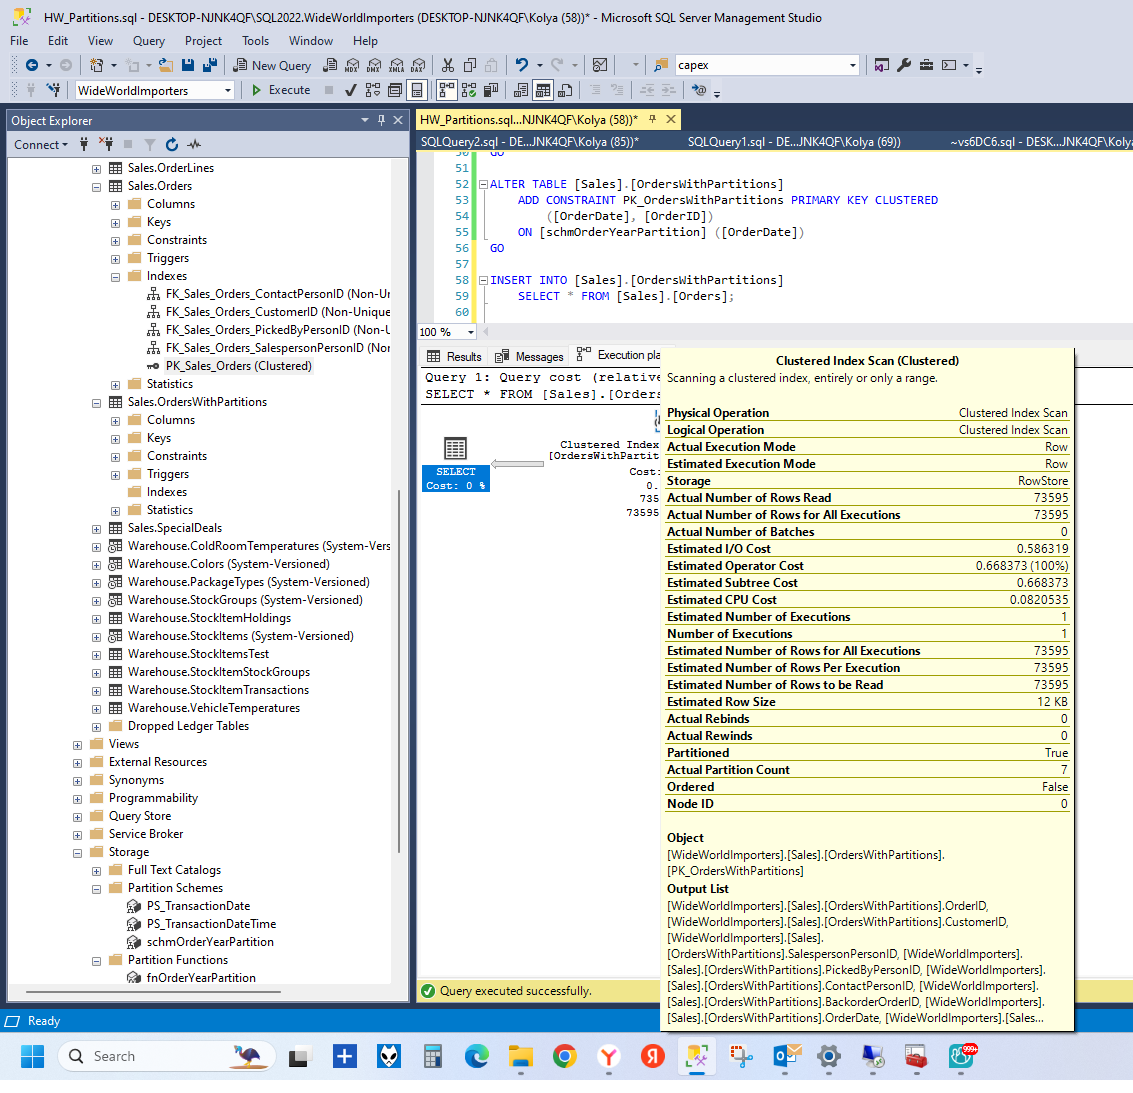 HW_Partitions.sql - DESKTOP-NJNK4QF\SQL2022.WideWorldImporters (DESKTOP-NJNK4QF\Kolya (58))* - Microsoft SQL Server Management Studio
File Edit View Query Project Tools Window Help
New Query MDX DMX XMLA DAX capex
WideWorldImporters Execute
Object Explorer
Connect
Sales.OrderLines
Sales.Orders
Columns
Keys
Constraints
Triggers
Indexes
FK_Sales_Orders_ContactPersonID (Non-Ur
FK_Sales_Orders_CustomerID (Non-Unique
FK_Sales_Orders_PickedByPersonID (Non-U
FK_Sales_Orders_SalespersonPersonID (Nor
PK_Sales_Orders (Clustered)
Statistics
Sales.OrdersWithPartitions
Columns
Keys
Constraints
Triggers
Indexes
Statistics
Sales.SpecialDeals
Warehouse.ColdRoomTemperatures (System-Vers
Warehouse.Colors (System-Versioned)
Warehouse.PackageTypes (System-Versioned)
Warehouse.StockGroups (System-Versioned)
Warehouse.StockItemHoldings
Warehouse.StockItems (System-Versioned)
Warehouse.StockItemsTest
Warehouse.StockItemStockGroups
Warehouse.StockItemTransactions
Warehouse.VehicleTemperatures
Dropped Ledger Tables
Views
External Resources
Synonyms
Programmability
Query Store
Service Broker
Storage
Full Text Catalogs
Partition Schemes
PS_TransactionDate
PS_TransactionDateTime
schmOrderYearPartition
Partition Functions
fnOrderYearPartition
HW_Partitions.sql...NJNK4QF\Kolya (58))*
SQLQuery2.sql - DE...JNK4QF\Kolya (85))* SQLQuery1.sql - DE...JNK4QF\Kolya (69)) ~vs6DC6.sql - DESK...JNK4QF\Kolya
50 GO
51
52 ALTER TABLE [Sales].[OrdersWithPartitions]
53 ADD CONSTRAINT PK_OrdersWithPartitions PRIMARY KEY CLUSTERED
54 ([OrderDate], [OrderID])
55 ON [schmOrderYearPartition] ([OrderDate])
56 GO
57
58 INSERT INTO [Sales].[OrdersWithPartitions]
59 SELECT * FROM [Sales].[Orders];
60
100 %
Results Messages Execution pla
Query 1: Query cost (relative
SELECT * FROM [Sales].[Orders
SELECT
Cost: 0 %
Clustered Index
[OrdersWithPartit
Cost:
0.
735
73595
Clustered Index Scan (Clustered)
Scanning a clustered index, entirely or only a range.
Physical Operation Clustered Index Scan
Logical Operation Clustered Index Scan
Actual Execution Mode Row
Estimated Execution Mode Row
Storage RowStore
Actual Number of Rows Read 73595
Actual Number of Rows for All Executions 73595
Actual Number of Batches 0
Estimated I/O Cost 0.586319
Estimated Operator Cost 0.668373 (100%)
Estimated Subtree Cost 0.668373
Estimated CPU Cost 0.0820535
Estimated Number of Executions 1
Number of Executions 1
Estimated Number of Rows for All Executions 73595
Estimated Number of Rows Per Execution 73595
Estimated Number of Rows to be Read 73595
Estimated Row Size 12 KB
Actual Rebinds 0
Actual Rewinds 0
Partitioned True
Actual Partition Count 7
Ordered False
Node ID 0
Object
[WideWorldImporters].[Sales].[OrdersWithPartitions].
[PK_OrdersWithPartitions]
Output List
[WideWorldImporters].[Sales].[OrdersWithPartitions].OrderID,
[WideWorldImporters].[Sales].[OrdersWithPartitions].CustomerID,
[WideWorldImporters].[Sales].
[OrdersWithPartitions].SalespersonPersonID, [WideWorldImporters].
[Sales].[OrdersWithPartitions].PickedByPersonID, [WideWorldImporters].
[Sales].[OrdersWithPartitions].ContactPersonID, [WideWorldImporters].
[Sales].[OrdersWithPartitions].BackorderOrderID, [WideWorldImporters].
[Sales].[OrdersWithPartitions].OrderDate, [WideWorldImporters].[Sales...
Query executed successfully.
Ready
Search
Я
999+